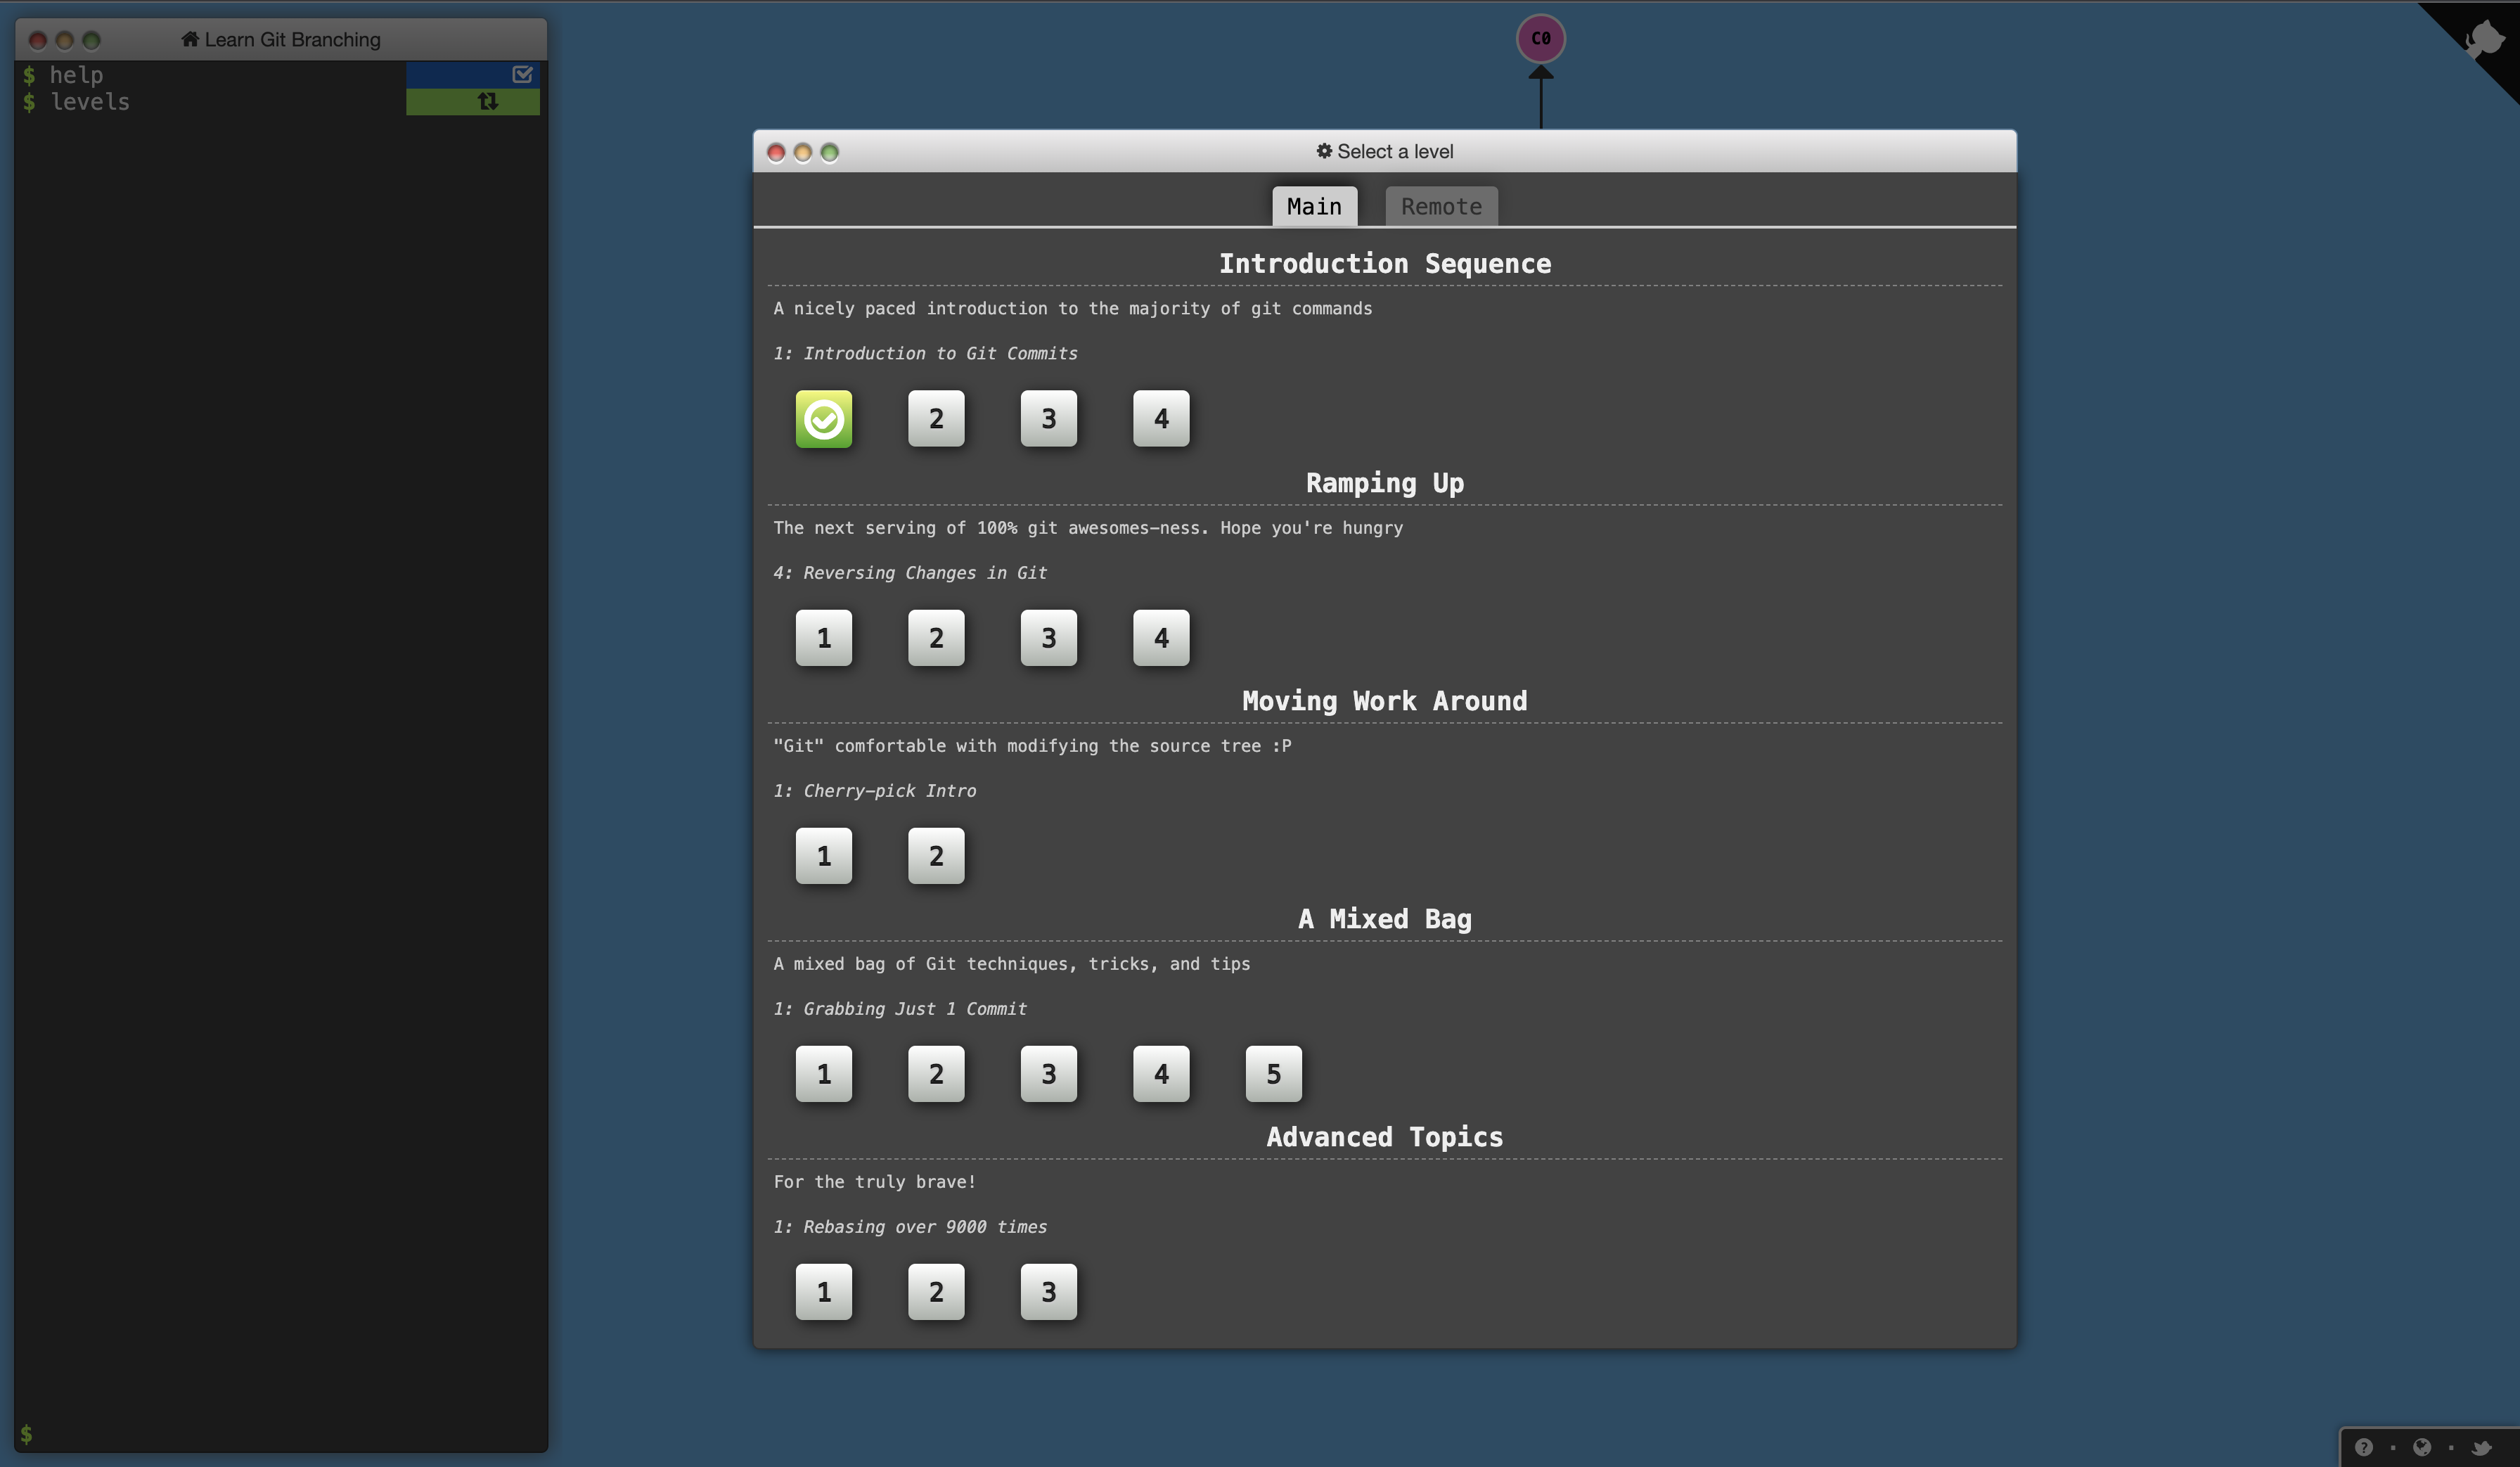 Learn Git Branching
$ help
$ levels
$
C0
Select a level
Main Remote
Introduction Sequence
A nicely paced introduction to the majority of git commands
1: Introduction to Git Commits
2 3 4
Ramping Up
The next serving of 100% git awesomes-ness. Hope you're hungry
4: Reversing Changes in Git
1 2 3 4
Moving Work Around
"Git" comfortable with modifying the source tree :P
1: Cherry-pick Intro
1 2
A Mixed Bag
A mixed bag of Git techniques, tricks, and tips
1: Grabbing Just 1 Commit
1 2 3 4 5
Advanced Topics
For the truly brave!
1: Rebasing over 9000 times
1 2 3